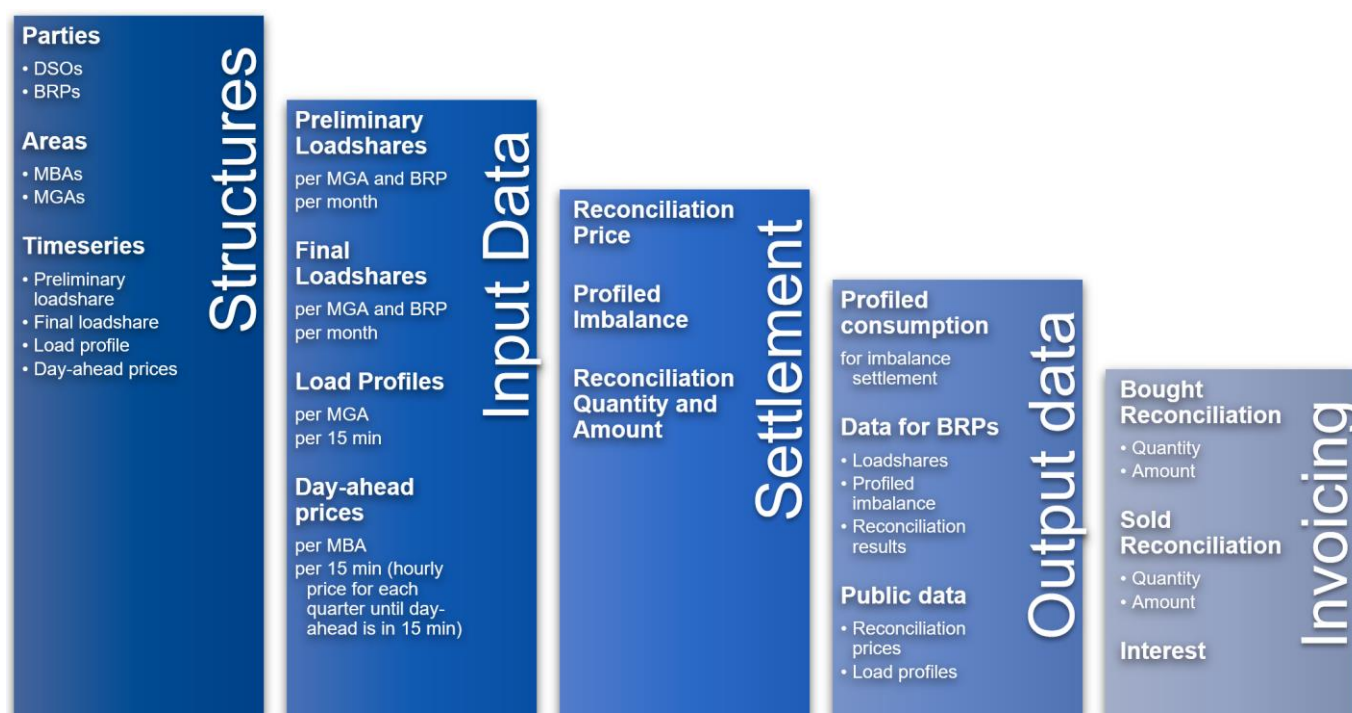 Parties
• DSOs
• BRPs
Areas
• MBAs
• MGAs
Timeseries
• Preliminary
loadshare
• Final loadshare
• Load profile
• Day-ahead prices
Structures
Preliminary
Loadshares
per MGA and BRP
per month
Final
Loadshares
per MGA and BRP
per month
Load Profiles
per MGA
per 15 min
Day-ahead
prices
per MBA
per 15 min (hourly
price for each
quarter until day-
ahead is in 15 min)
Input Data
Reconciliation
Price
Profiled
Imbalance
Reconciliation
Quantity and
Amount
Settlement
Profiled
consumption
for imbalance
settlement
Data for BRPs
• Loadshares
• Profiled
imbalance
• Reconciliation
results
Public data
• Reconciliation
prices
• Load profiles
Output data
Bought
Reconciliation
• Quantity
• Amount
Sold
Reconciliation
• Quantity
• Amount
Interest
Invoicing